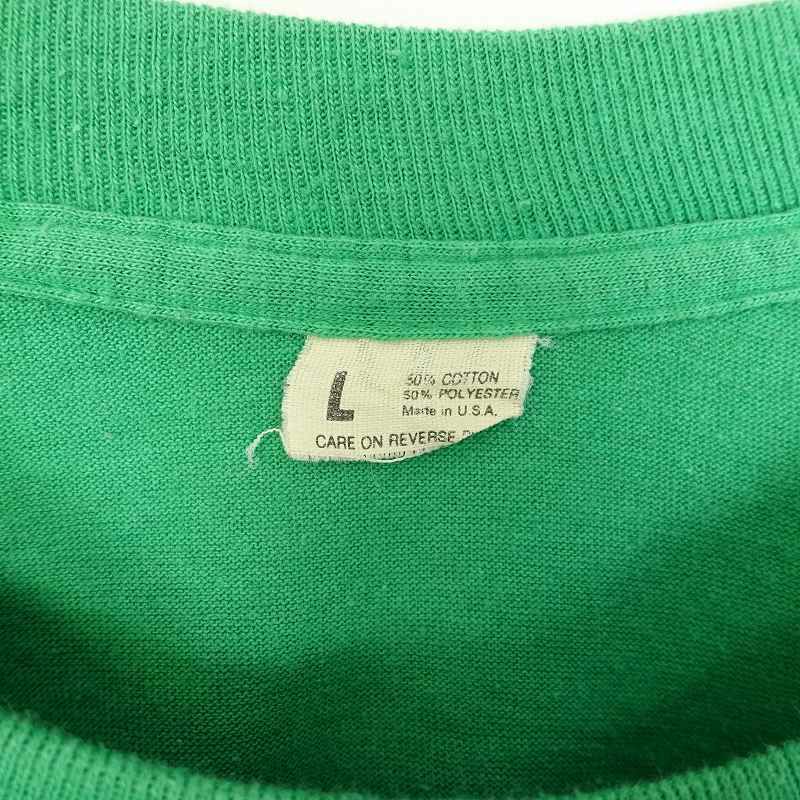 L
50% COTTON
50% POLYESTER
Made in U.S.A.
CARE ON REVERSE